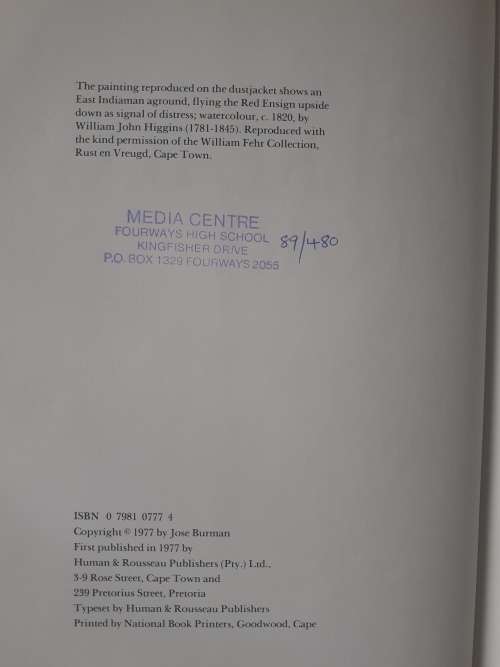 The painting reproduced on the dustjacket shows an
East Indiaman aground, flying the Red Ensign upside
down as signal of distress; watercolour, c. 1820, by
William John Higgins (1781-1845). Reproduced with
the kind permission of the William Fehr Collection,
Rust en Vreugd, Cape Town.
MEDIA CENTRE
FOURWAYS HIGH SCHOOL
KINGFISHER DRIVE
P.O. BOX 1329 FOURWAYS 2055
89/480
ISBN 0 7981 0777 4
Copyright © 1977 by Jose Burman
First published in 1977 by
Human & Rousseau Publishers (Pty.) Ltd.,
3-9 Rose Street, Cape Town and
239 Pretorius Street, Pretoria
Typeset by Human & Rousseau Publishers
Printed by National Book Printers, Goodwood, Cape